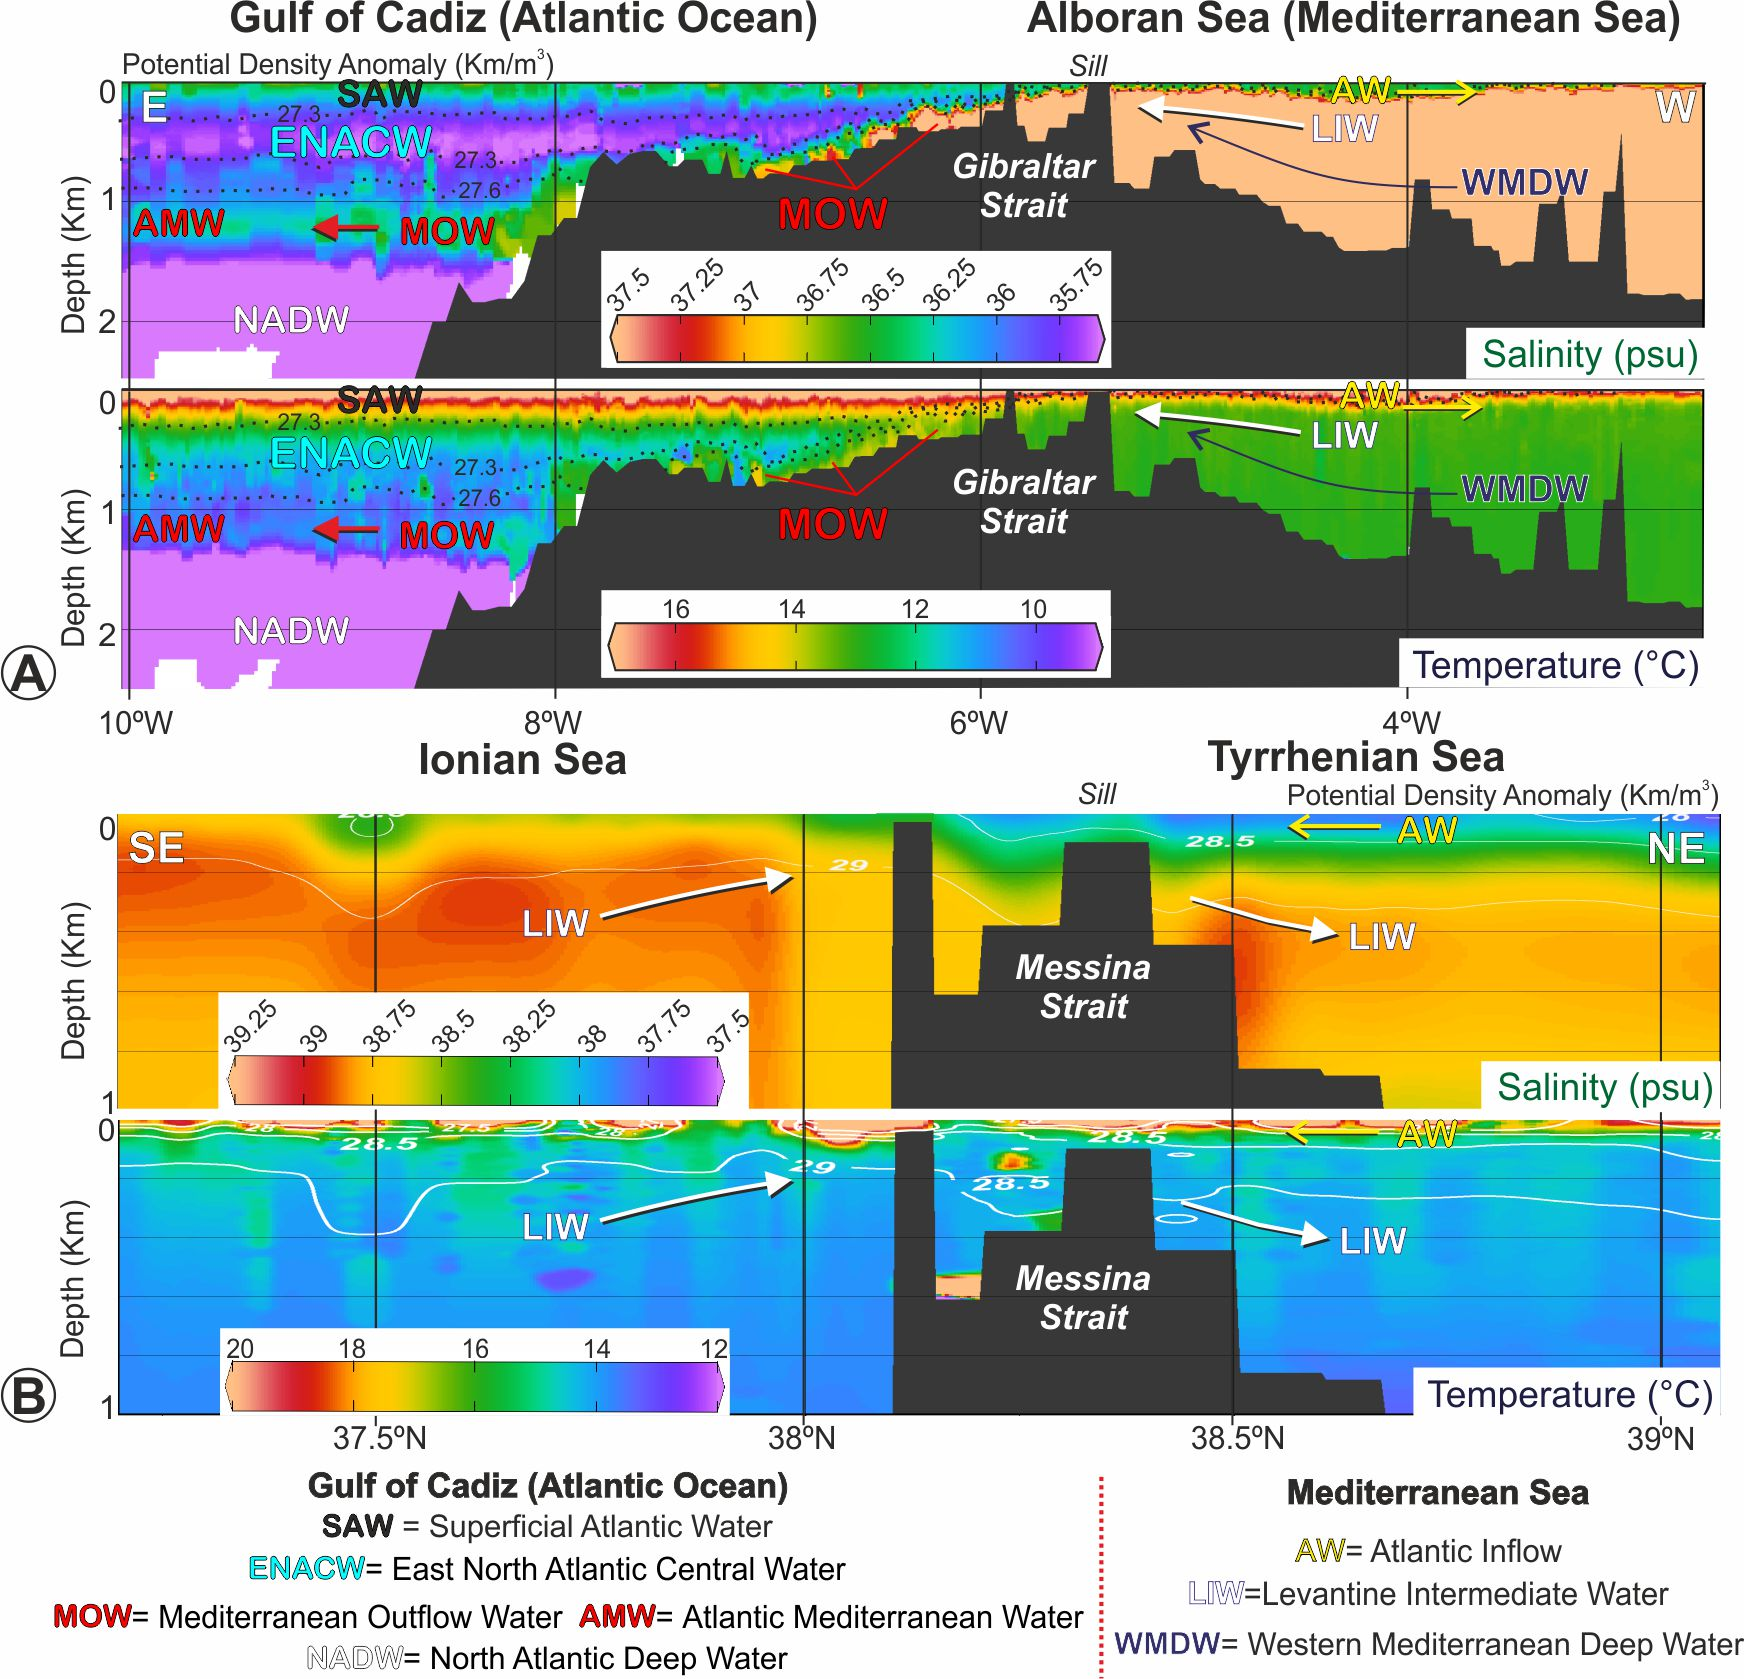 Gulf of Cadiz (Atlantic Ocean)
Alboran Sea (Mediterranean Sea)
Potential Density Anomaly (Km/m³)
Sill
0
E
SAW
27.3
ENACW
27.3
27.6
1
AMW
MOW
MOW
NADW
2
Depth (Km)
Gibraltar
Strait
AW
LIW
W
WMDW
37.5
37.25
37
36.75
36.5
36.25
36
35.75
Salinity (psu)
0
SAW
27.3
ENACW
27.3
27.6
1
AMW
MOW
MOW
NADW
2
Depth (Km)
Gibraltar
Strait
AW
LIW
WMDW
16 14 12 10
Temperature (°C)
A
10ºW 8ºW 6ºW 4ºW
Ionian Sea
Tyrrhenian Sea
Sill
Potential Density Anomaly (Km/m³)
0
SE
28.5
29
LIW
28.5
AW
28
NE
LIW
Messina
Strait
Depth (Km)
1
39.25
39
38.75
38.5
38.25
38
37.75
37.5
Salinity (psu)
0
28
28.5
27.5
28
29
28.5
28.5
AW
28
LIW
LIW
Messina
Strait
Depth (Km)
1
20 18 16 14 12
Temperature (°C)
B
37.5ºN 38ºN 38.5ºN 39ºN
Gulf of Cadiz (Atlantic Ocean)
SAW = Superficial Atlantic Water
ENACW= East North Atlantic Central Water
MOW= Mediterranean Outflow Water AMW= Atlantic Mediterranean Water
NADW= North Atlantic Deep Water
Mediterranean Sea
AW= Atlantic Inflow
LIW=Levantine Intermediate Water
WMDW= Western Mediterranean Deep Water